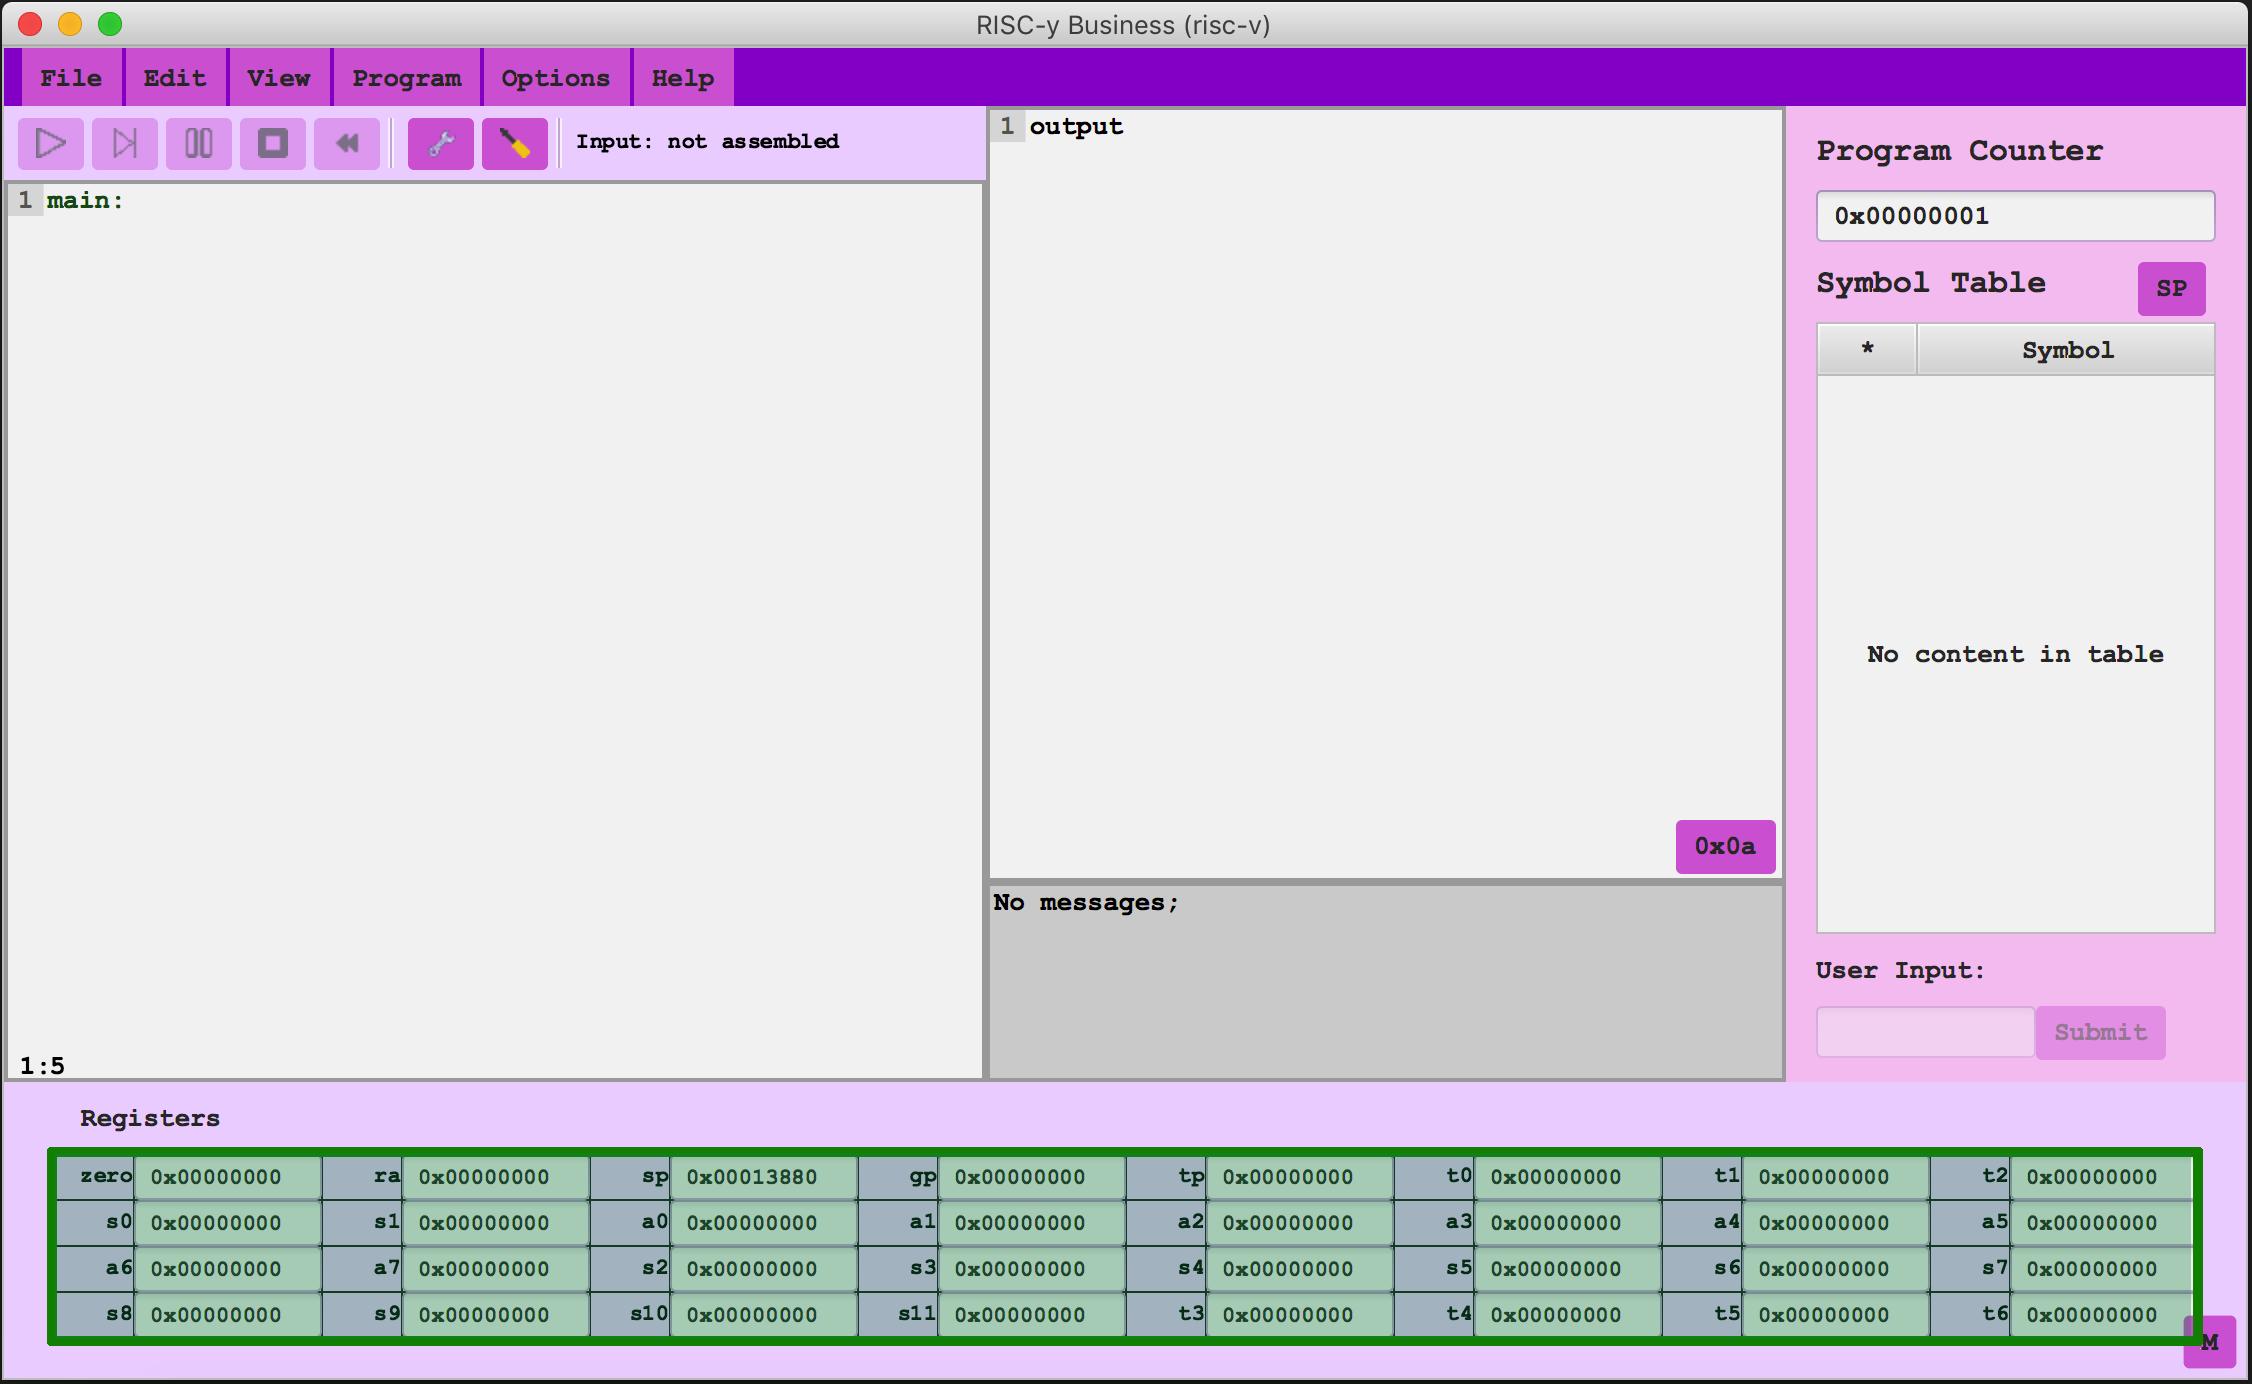 RISC-y Business (risc-v)
File Edit View Program Options Help
Input: not assembled
1 main:
1:5
1 output
0x0a
No messages;
Program Counter
0x00000001
Symbol Table SP
* Symbol
No content in table
User Input:
Submit
Registers
zero 0x00000000 ra 0x00000000 sp 0x00013880 gp 0x00000000 tp 0x00000000 t0 0x00000000 t1 0x00000000 t2 0x00000000
s0 0x00000000 s1 0x00000000 a0 0x00000000 a1 0x00000000 a2 0x00000000 a3 0x00000000 a4 0x00000000 a5 0x00000000
a6 0x00000000 a7 0x00000000 s2 0x00000000 s3 0x00000000 s4 0x00000000 s5 0x00000000 s6 0x00000000 s7 0x00000000
s8 0x00000000 s9 0x00000000 s10 0x00000000 s11 0x00000000 t3 0x00000000 t4 0x00000000 t5 0x00000000 t6 0x00000000
M